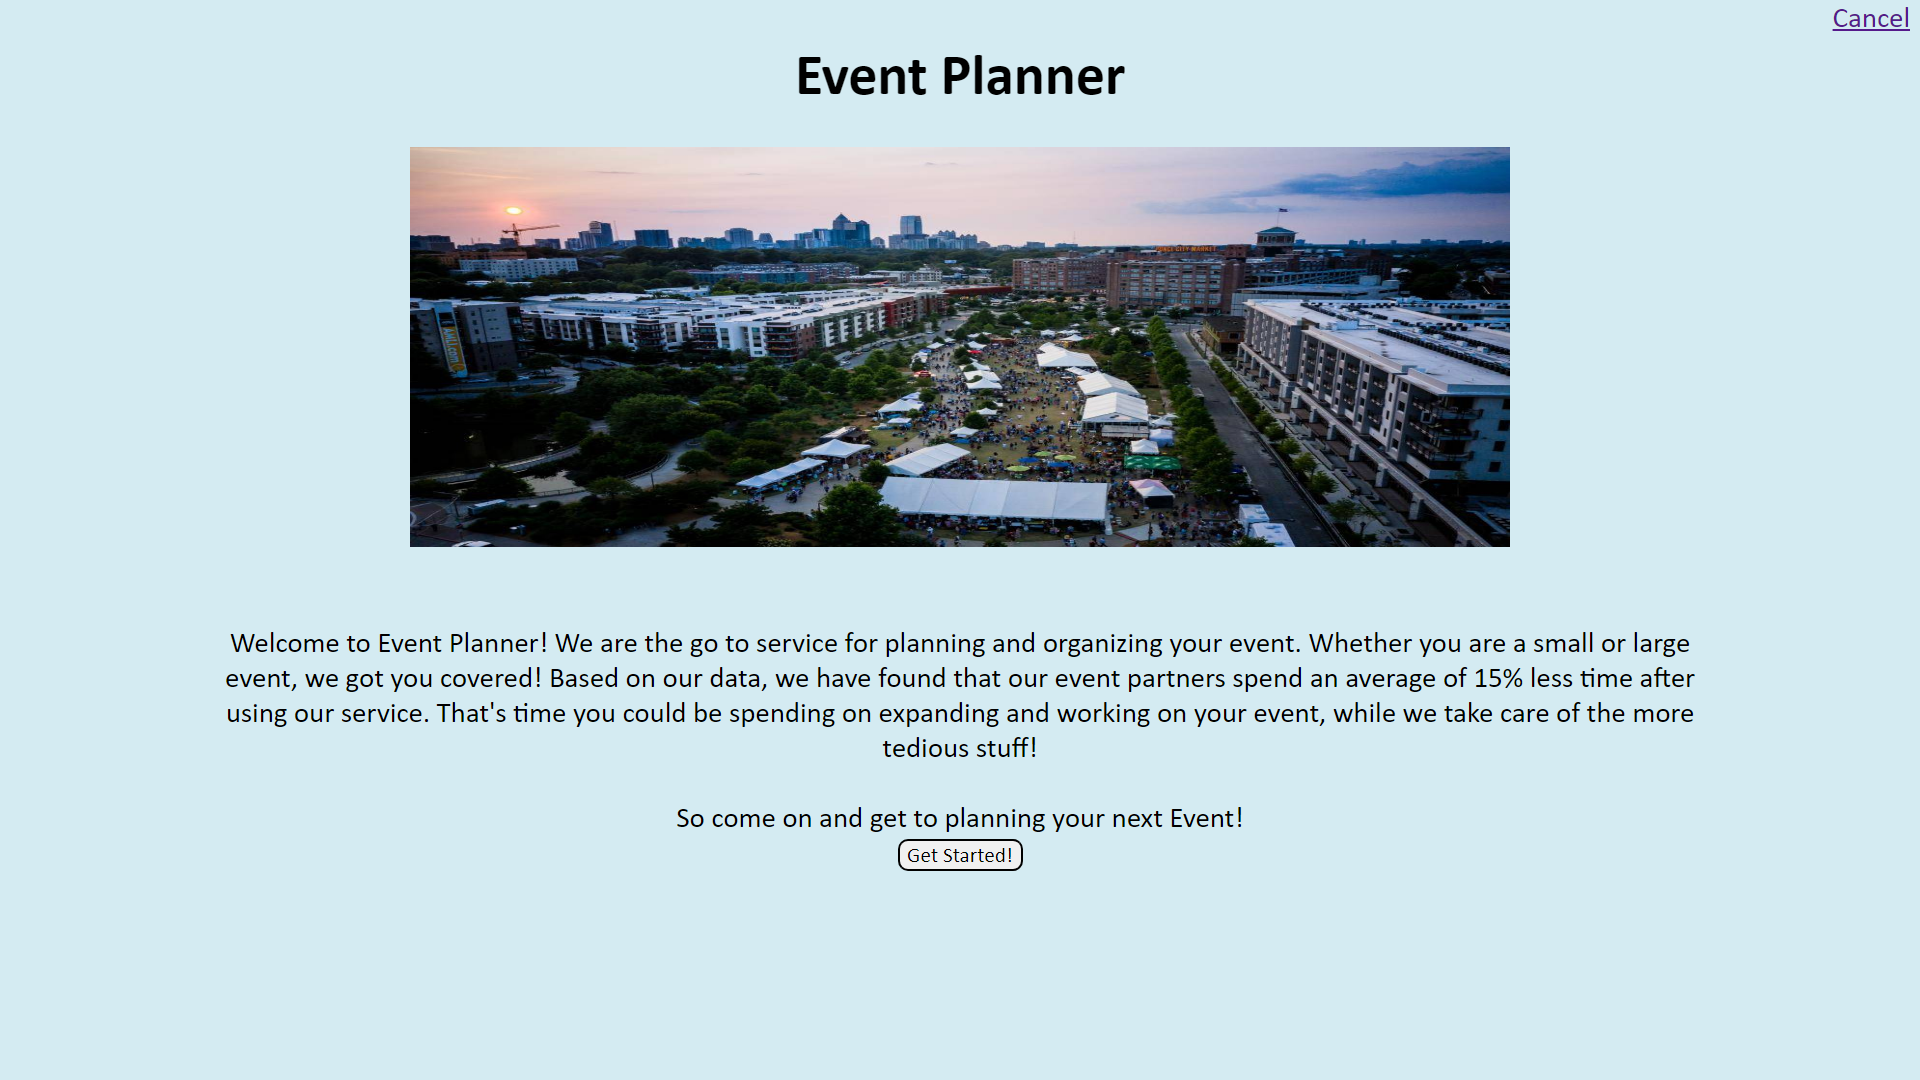 Cancel
Event Planner
PONCE CITY MARKET
Welcome to Event Planner! We are the go to service for planning and organizing your event. Whether you are a small or large
event, we got you covered! Based on our data, we have found that our event partners spend an average of 15% less time after
using our service. That's time you could be spending on expanding and working on your event, while we take care of the more
tedious stuff!
So come on and get to planning your next Event!
Get Started!